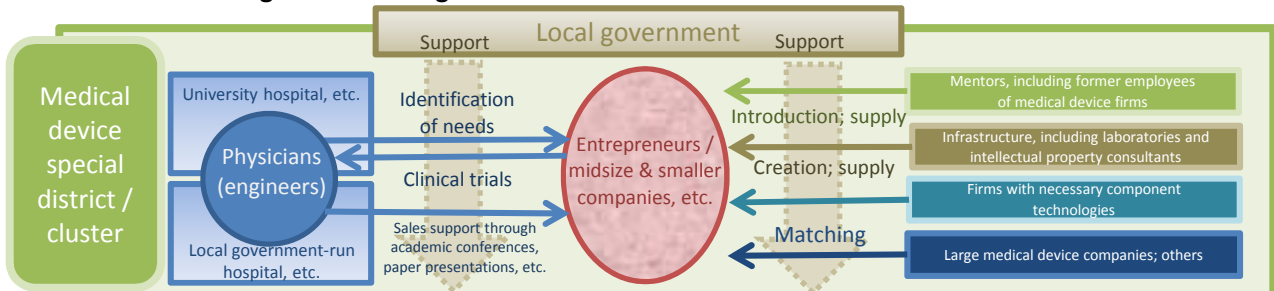 Local government
Support
Support
Medical
device
special
district /
cluster
University hospital, etc.
Physicians
(engineers)
Local government-run
hospital, etc.
Identification
of needs
Clinical trials
Sales support through
academic conferences,
paper presentations, etc.
Entrepreneurs /
midsize & smaller
companies, etc.
Introduction; supply
Creation; supply
Matching
Mentors, including former employees
of medical device firms
Infrastructure, including laboratories and
intellectual property consultants
Firms with necessary component
technologies
Large medical device companies; others